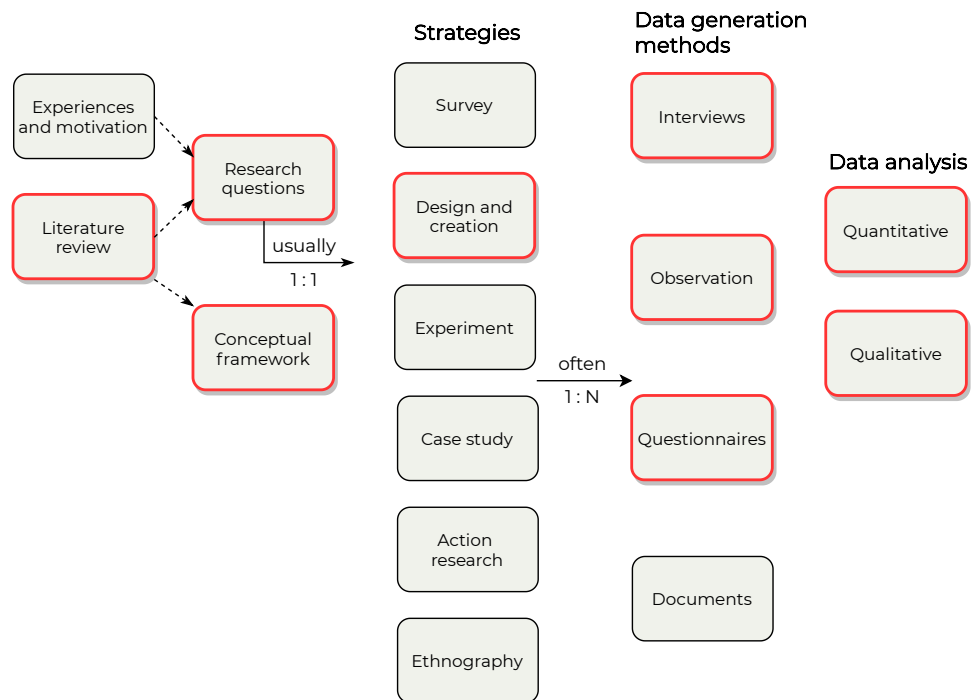 Experiences
and motivation
Literature
review
Research
questions
usually
1 : 1
Conceptual
framework
Strategies
Survey
Design and
creation
Experiment
Case study
Action
research
Ethnography
often
1 : N
Data generation
methods
Interviews
Observation
Questionnaires
Documents
Data analysis
Quantitative
Qualitative